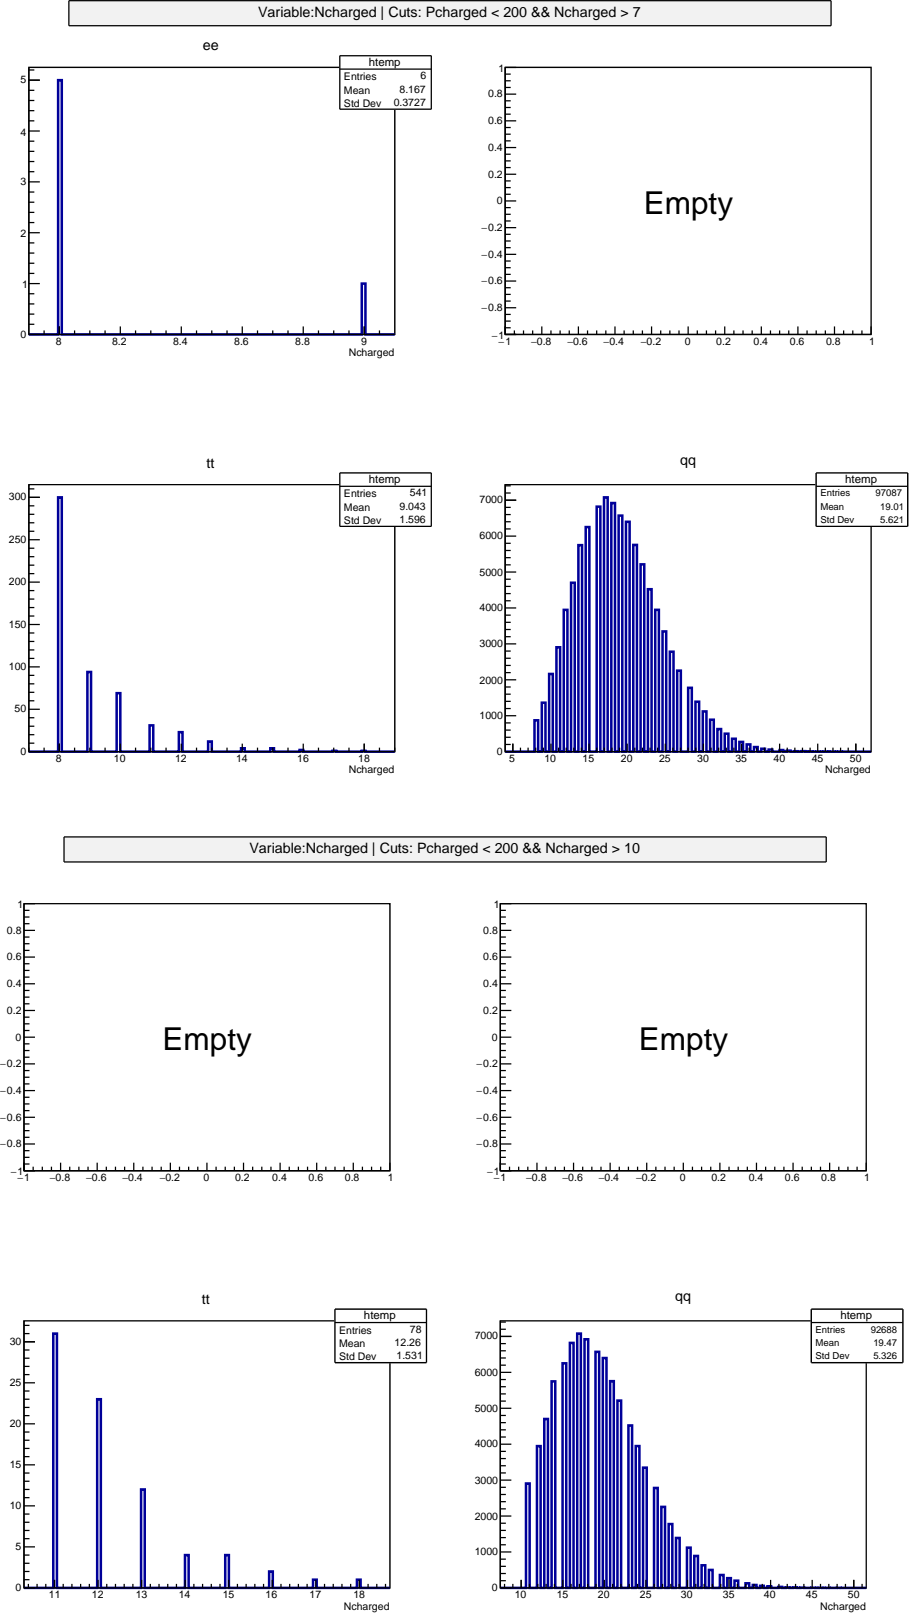 Variable:Ncharged | Cuts: Pcharged < 200 && Ncharged > 7
ee
htemp
Entries 6
Mean 8.167
Std Dev 0.3727
5
4
3
2
1
0
8 8.2 8.4 8.6 8.8 9
Ncharged
1
0.8
0.6
0.4
0.2
0
−0.2
−0.4
−0.6
−0.8
−1
−1 −0.8 −0.6 −0.4 −0.2 0 0.2 0.4 0.6 0.8 1
Empty
tt
htemp
Entries 541
Mean 9.043
Std Dev 1.596
300
250
200
150
100
50
0
8 10 12 14 16 18
Ncharged
qq
htemp
Entries 97087
Mean 19.01
Std Dev 5.621
7000
6000
5000
4000
3000
2000
1000
0
5 10 15 20 25 30 35 40 45 50
Ncharged
Variable:Ncharged | Cuts: Pcharged < 200 && Ncharged > 10
1
0.8
0.6
0.4
0.2
0
−0.2
−0.4
−0.6
−0.8
−1
−1 −0.8 −0.6 −0.4 −0.2 0 0.2 0.4 0.6 0.8 1
Empty
1
0.8
0.6
0.4
0.2
0
−0.2
−0.4
−0.6
−0.8
−1
−1 −0.8 −0.6 −0.4 −0.2 0 0.2 0.4 0.6 0.8 1
Empty
tt
htemp
Entries 78
Mean 12.26
Std Dev 1.531
30
25
20
15
10
5
0
11 12 13 14 15 16 17 18
Ncharged
qq
htemp
Entries 92688
Mean 19.47
Std Dev 5.326
7000
6000
5000
4000
3000
2000
1000
0
10 15 20 25 30 35 40 45 50
Ncharged